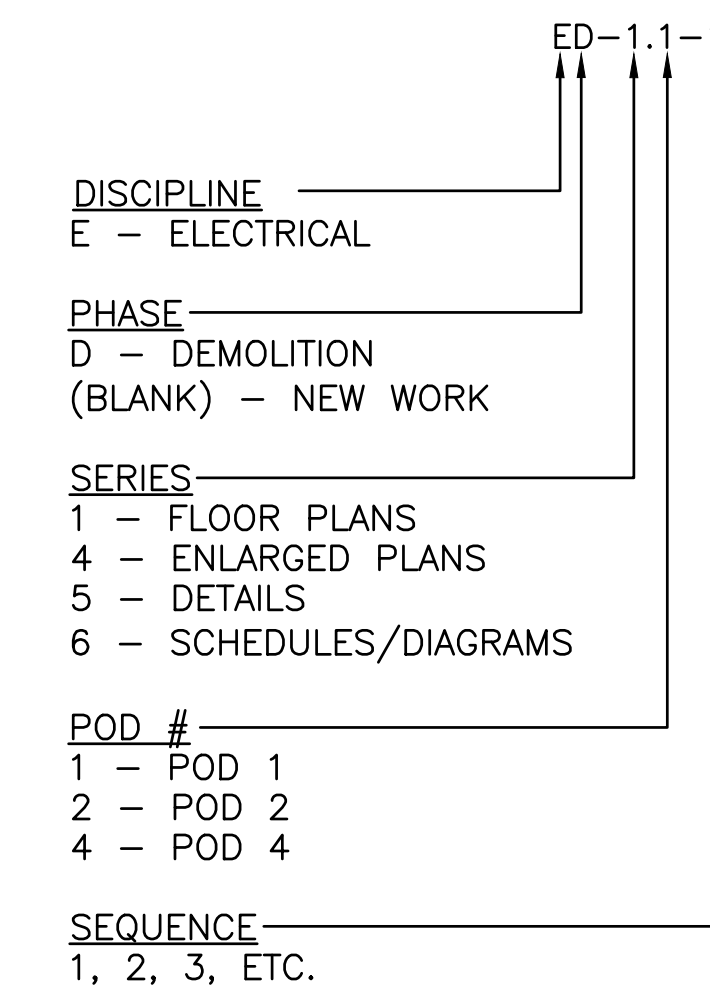 ED-1.1-
DISCIPLINE
E - ELECTRICAL
PHASE
D - DEMOLITION
(BLANK) - NEW WORK
SERIES
1 - FLOOR PLANS
4 - ENLARGED PLANS
5 - DETAILS
6 - SCHEDULES/DIAGRAMS
POD #
1 - POD 1
2 - POD 2
4 - POD 4
SEQUENCE
1, 2, 3, ETC.